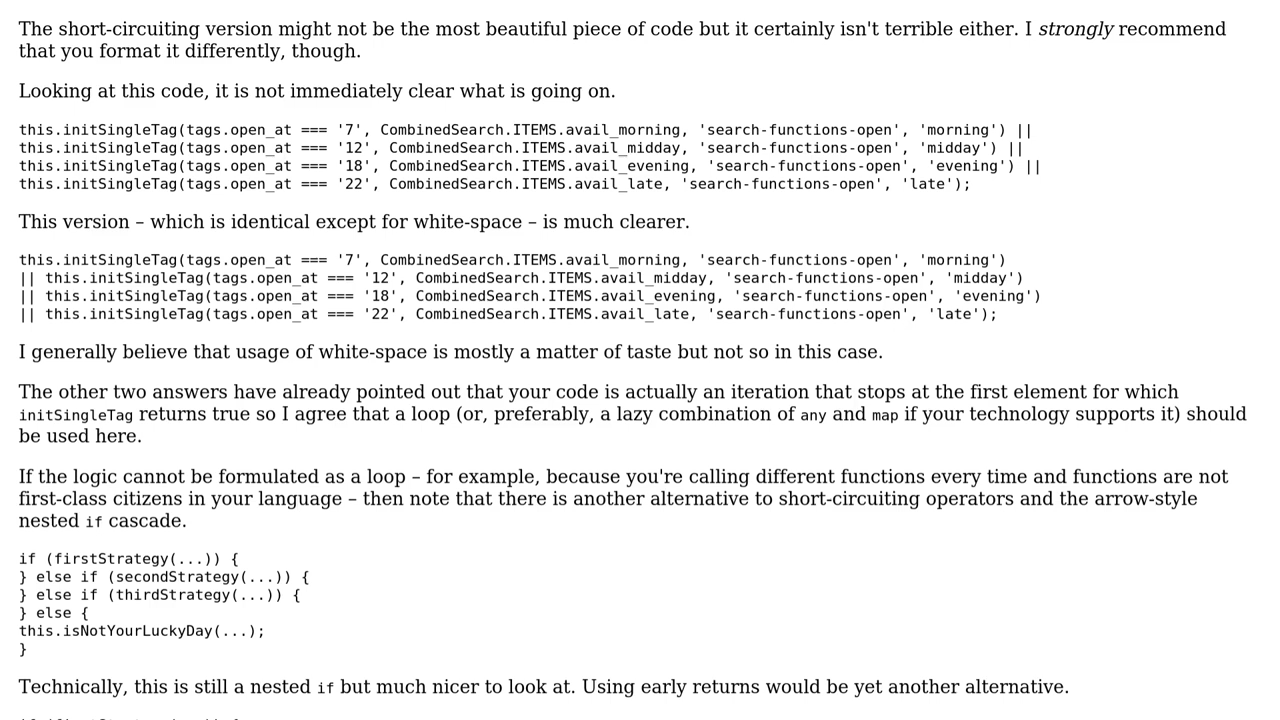 The short-circuiting version might not be the most beautiful piece of code but it certainly isn't terrible either. I strongly recommend
that you format it differently, though.
Looking at this code, it is not immediately clear what is going on.
this.initSingleTag(tags.open_at === '7', CombinedSearch.ITEMS.avail_morning, 'search-functions-open', 'morning') ||
this.initSingleTag(tags.open_at === '12', CombinedSearch.ITEMS.avail_midday, 'search-functions-open', 'midday') ||
this.initSingleTag(tags.open_at === '18', CombinedSearch.ITEMS.avail_evening, 'search-functions-open', 'evening') ||
this.initSingleTag(tags.open_at === '22', CombinedSearch.ITEMS.avail_late, 'search-functions-open', 'late');
This version – which is identical except for white-space – is much clearer.
this.initSingleTag(tags.open_at === '7', CombinedSearch.ITEMS.avail_morning, 'search-functions-open', 'morning')
|| this.initSingleTag(tags.open_at === '12', CombinedSearch.ITEMS.avail_midday, 'search-functions-open', 'midday')
|| this.initSingleTag(tags.open_at === '18', CombinedSearch.ITEMS.avail_evening, 'search-functions-open', 'evening')
|| this.initSingleTag(tags.open_at === '22', CombinedSearch.ITEMS.avail_late, 'search-functions-open', 'late');
I generally believe that usage of white-space is mostly a matter of taste but not so in this case.
The other two answers have already pointed out that your code is actually an iteration that stops at the first element for which
initSingleTag returns true so I agree that a loop (or, preferably, a lazy combination of any and map if your technology supports it) should
be used here.
If the logic cannot be formulated as a loop – for example, because you're calling different functions every time and functions are not
first-class citizens in your language – then note that there is another alternative to short-circuiting operators and the arrow-style
nested if cascade.
if (firstStrategy(...)) {
} else if (secondStrategy(...)) {
} else if (thirdStrategy(...)) {
} else {
this.isNotYourLuckyDay(...);
}
Technically, this is still a nested if but much nicer to look at. Using early returns would be yet another alternative.